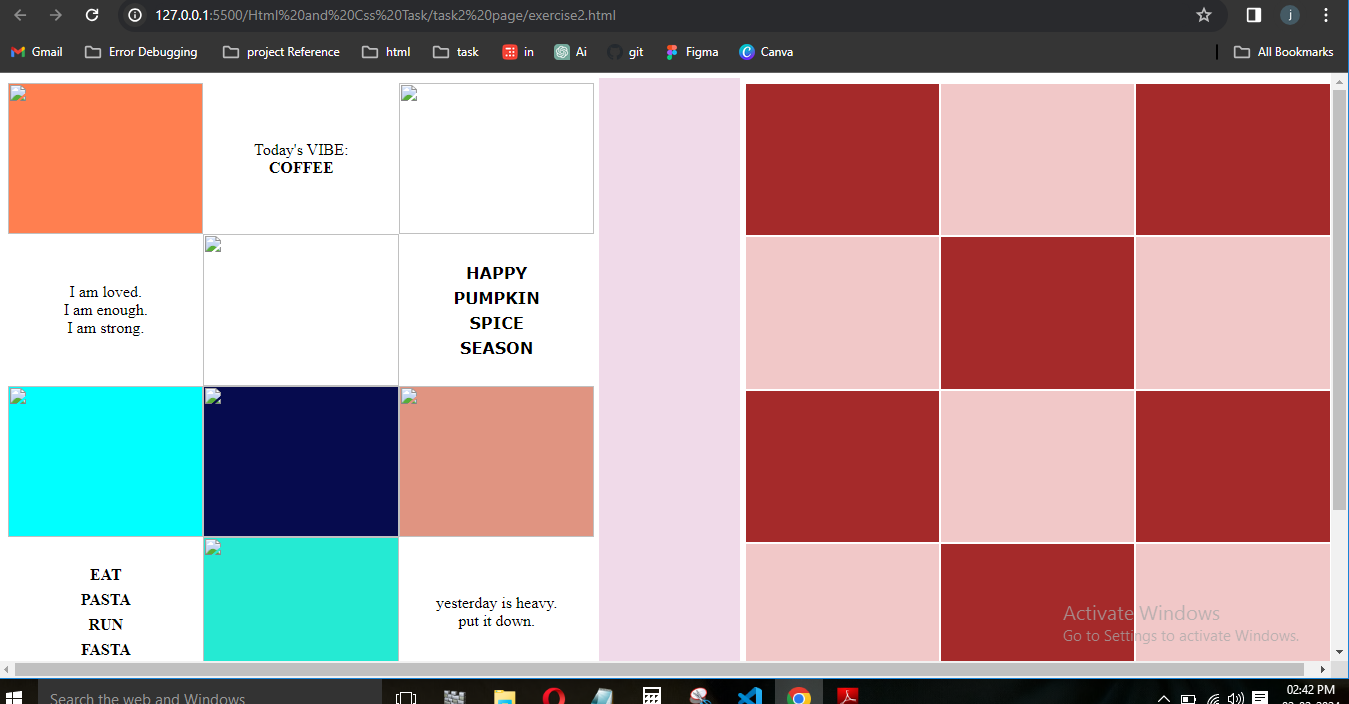 127.0.0.1:5500/Html%20and%20Css%20Task/task2%20page/exercise2.html
j
Gmail
Error Debugging
project Reference
html
task
in
Ai
git
Figma
Canva
All Bookmarks
Today's VIBE:
COFFEE
I am loved.
I am enough.
I am strong.
HAPPY
PUMPKIN
SPICE
SEASON
EAT
PASTA
RUN
FASTA
yesterday is heavy.
put it down.
Activate Windows
Go to Settings to activate Windows.
Search the web and Windows
02:42 PM